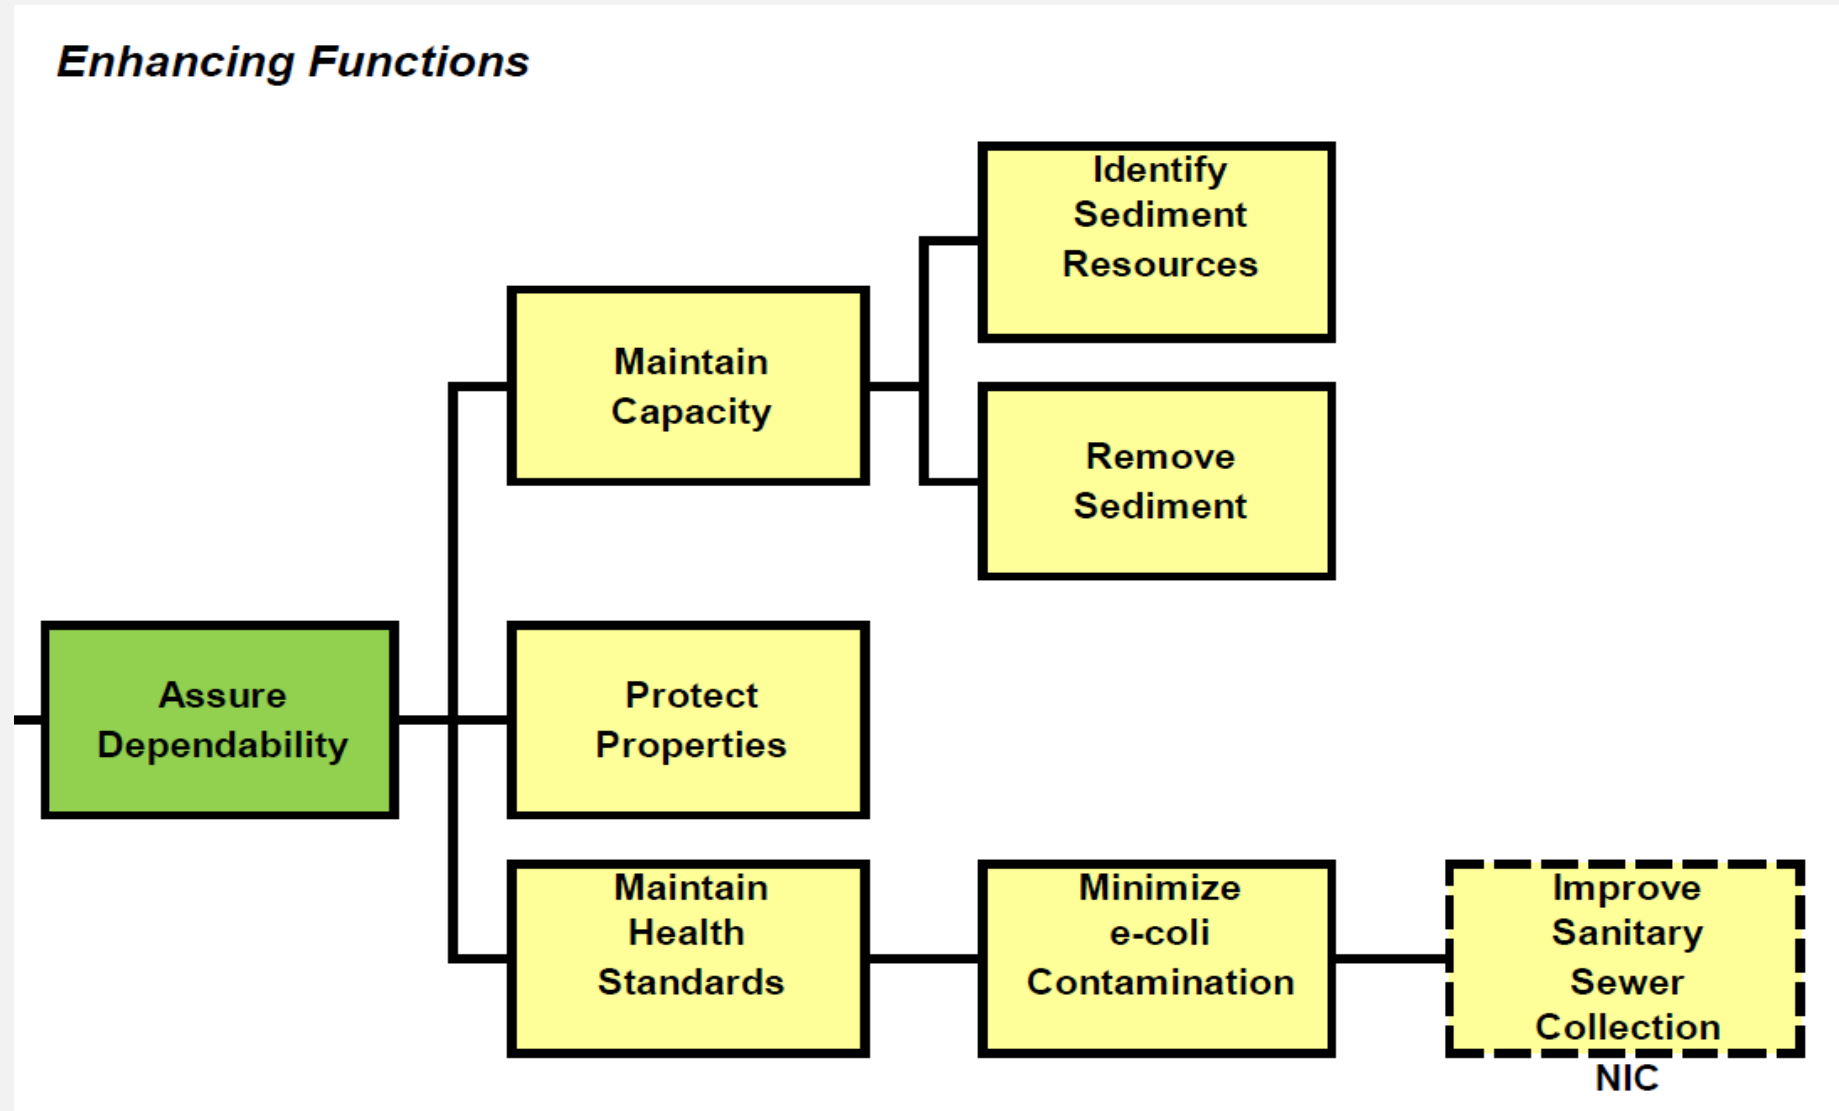 Enhancing Functions
Identify
Sediment
Resources
Maintain
Capacity
Remove
Sediment
Assure
Dependability
Protect
Properties
Maintain
Health
Standards
Minimize
e-coli
Contamination
Improve
Sanitary
Sewer
Collection
NIC